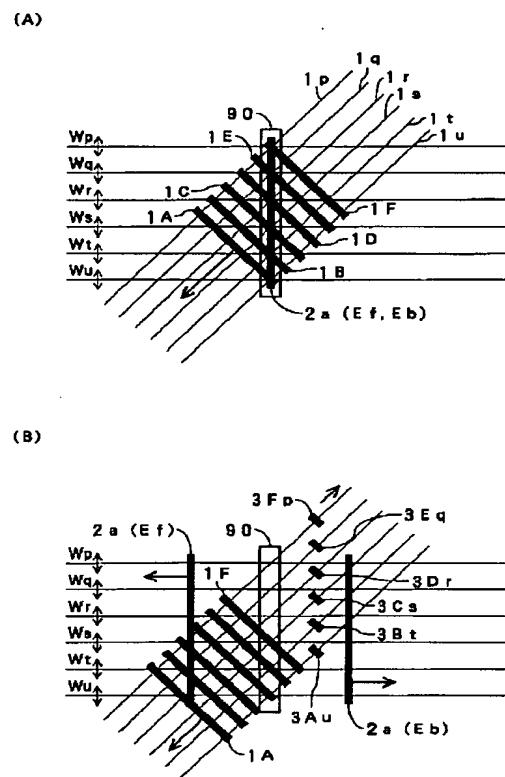 (A)
1p
1q
1r
1s
1t
1u
90
1E
1C
1A
Wp
Wq
Wr
Ws
Wt
Wu
1F
1D
1B
2a (Ef, Eb)
(B)
3Fp
3Eq
3Dr
3Cs
3Bt
3Au
2a (Ef)
90
1F
Wp
Wq
Wr
Ws
Wt
Wu
1A
2a (Eb)